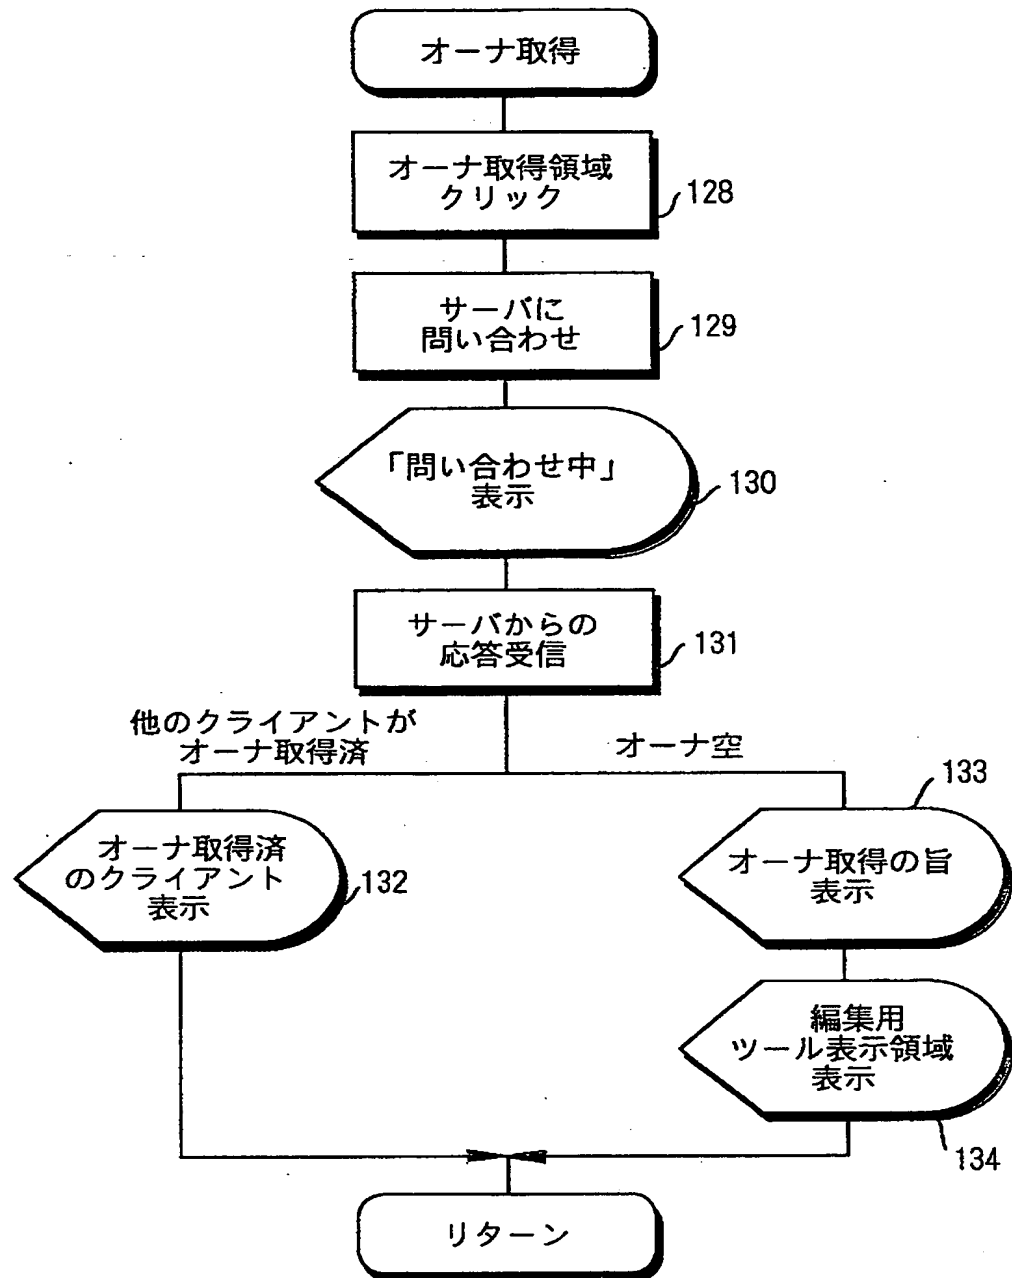 オーナ取得
オーナ取得領域
クリック
128
サーバに
問い合わせ
129
「問い合わせ中」
表示
130
サーバからの
応答受信
131
他のクライアントが
オーナ取得済
オーナ空
133
オーナ取得済
のクライアント
表示
132
オーナ取得の旨
表示
編集用
ツール表示領域
表示
134
リターン